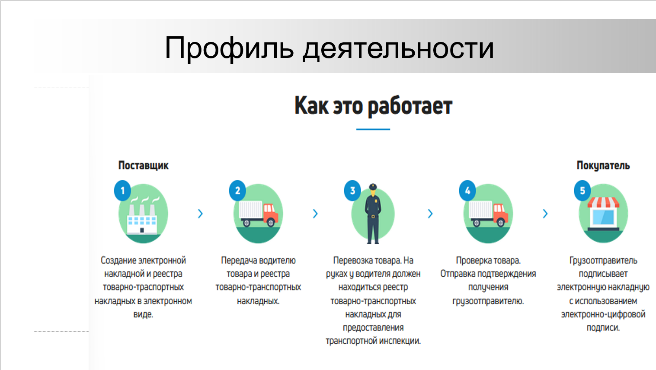 Профиль деятельности
Как это работает
Поставщик
1
Создание электронной
накладной и реестра
товарно-траспортных
накладных в электронном
виде.
2
Передача водителю
товара и реестра
товарно-транспортных
накладных.
3
Перевозка товара. На
руках у водителя должен
находиться реестр
товарно-транспортных
накладных для
предоставления
транспортной инспекции.
4
Проверка товара.
Отправка подтверждения
получения
грузоотправителю.
Покупатель
5
Грузоотправитель
подписывает
электронную накладную
с использованием
электронно-цифровой
подписи.